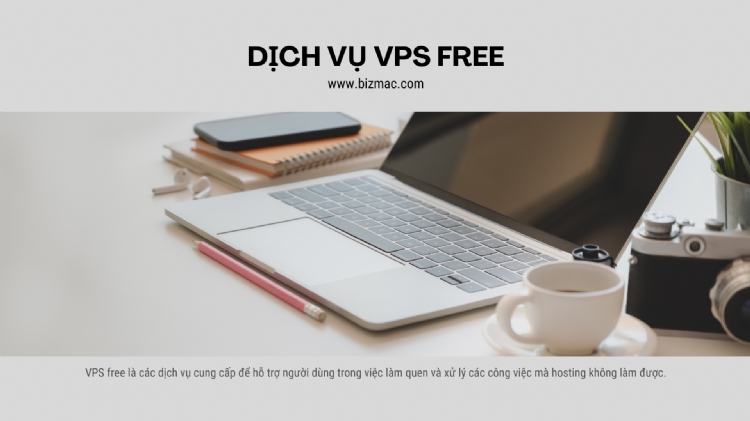 DỊCH VỤ VPS FREE
www.bizmac.com
VPS free là các dịch vụ cung cấp để hỗ trợ người dùng trong việc làm quen và xử lý các công việc mà hosting không làm được.